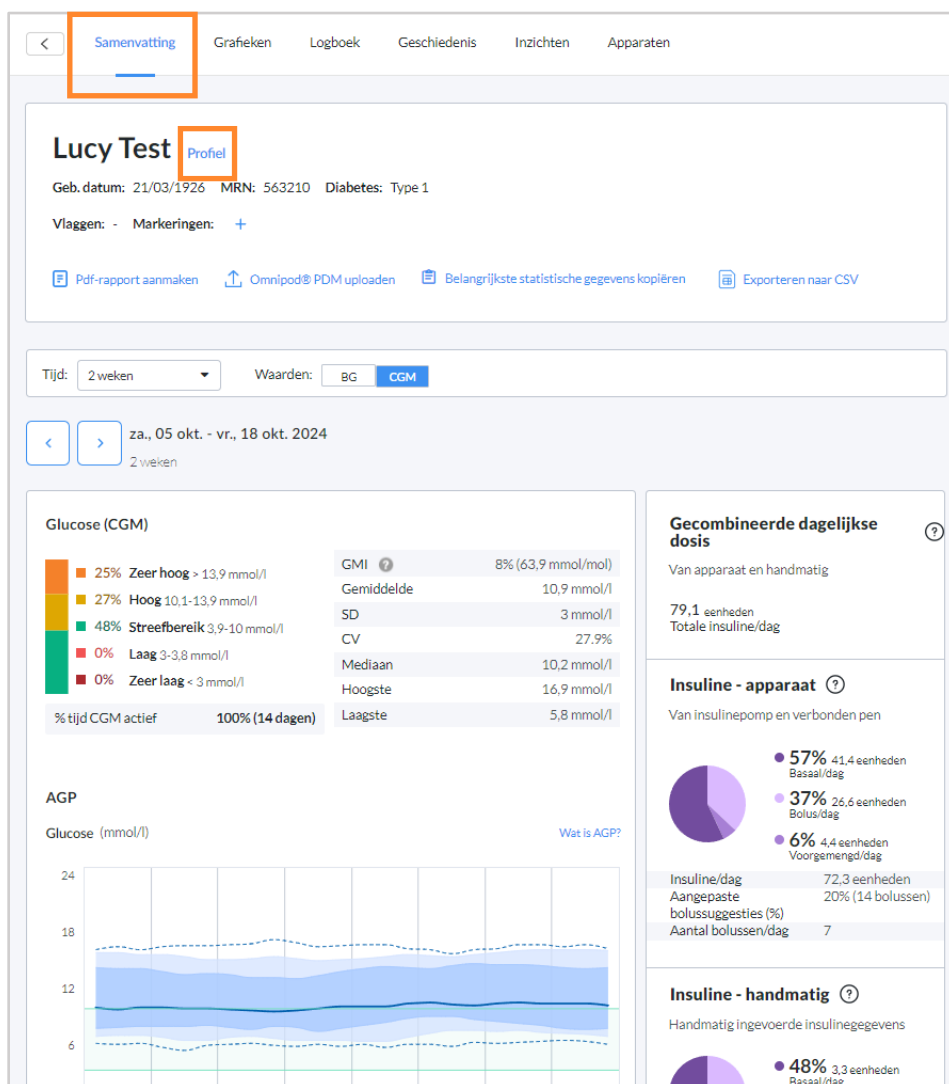 Samenvatting Grafieken Logboek Geschiedenis Inzichten Apparaten
Lucy Test Profiel
Geb. datum: 21/03/1926 MRN: 563210 Diabetes: Type 1
Vlaggen: - Markeringen: +
Pdf-rapport aanmaken Omnipod® PDM uploaden Belangrijkste statistische gegevens kopiëren Exporteren naar CSV
Tijd: 2 weken Waarden: BG CGM
za., 05 okt. - vr., 18 okt. 2024
2 weken
Glucose (CGM)
25% Zeer hoog > 13,9 mmol/l
27% Hoog 10,1-13,9 mmol/l
48% Streefbereik 3,9-10 mmol/l
0% Laag 3-3,8 mmol/l
0% Zeer laag < 3 mmol/l
% tijd CGM actief 100% (14 dagen)
GMI ? 8% (63,9 mmol/mol)
Gemiddelde 10,9 mmol/l
SD 3 mmol/l
CV 27.9%
Mediaan 10,2 mmol/l
Hoogste 16,9 mmol/l
Laagste 5,8 mmol/l
AGP
Glucose (mmol/l) Wat is AGP?
24
18
12
6
Gecombineerde dagelijkse
dosis ?
Van apparaat en handmatig
79,1 eenheden
Totale insuline/dag
Insuline - apparaat ?
Van insulinepomp en verbonden pen
57% 41,4 eenheden
Basaal/dag
37% 26,6 eenheden
Bolus/dag
6% 4,4 eenheden
Voorgemengd/dag
Insuline/dag 72,3 eenheden
Aangepaste 20% (14 bolussen)
bolussuggesties (%)
Aantal bolussen/dag 7
Insuline - handmatig ?
Handmatig ingevoerde insulinegegevens
48% 3,3 eenheden
Basaal/dag